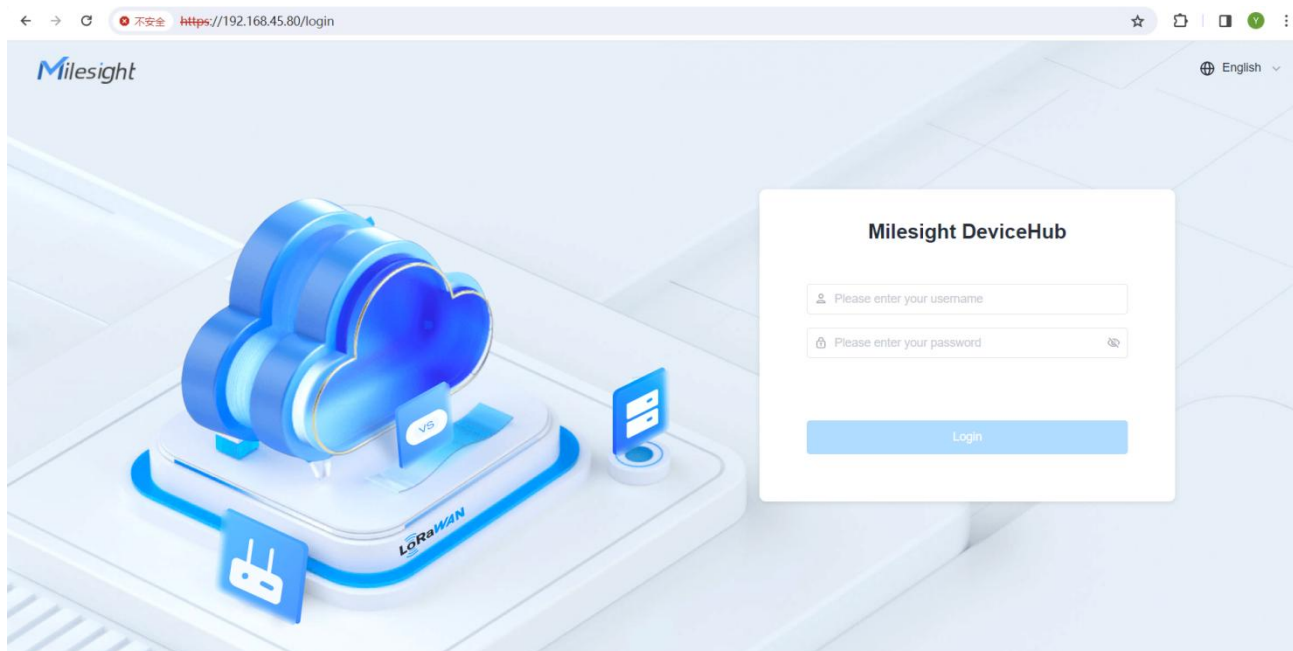 不安全 https://192.168.45.80/login
Y
Milesight
English
Milesight DeviceHub
Please enter your username
Please enter your password
Login
VS
LoRaWAN